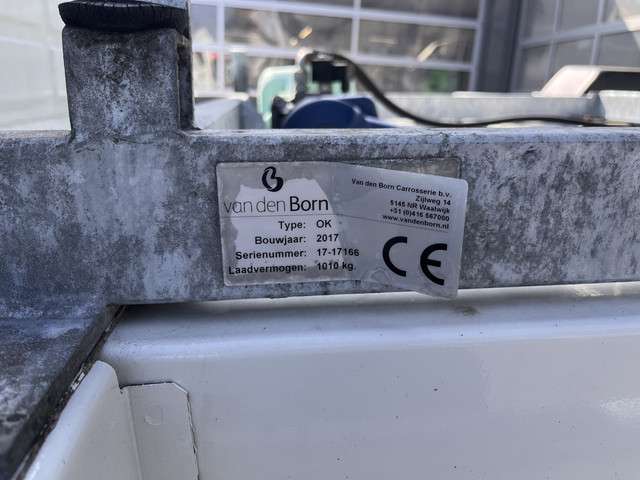 van den Born
Type: OK
Bouwjaar: 2017
Serienummer: 17-17166
Laadvermogen: 1010 kg.
Van den Born Carrosserie b.v.
Zijlweg 14
5145 NR Waalwijk
+31 (0)416 567000
www.vandenborn.nl
CE